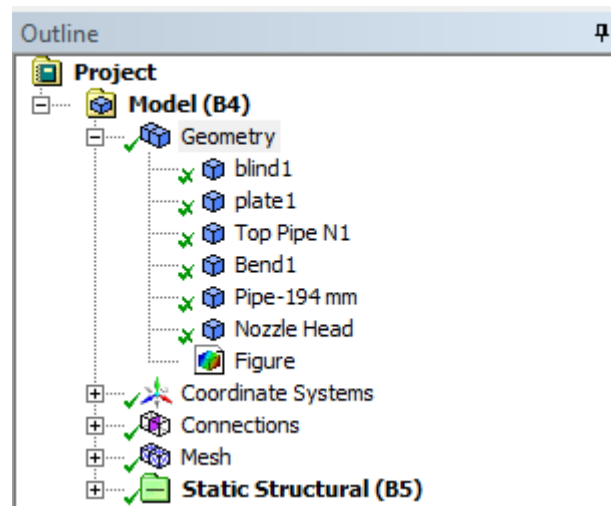 Outline
Project
Model (B4)
Geometry
blind1
plate1
Top Pipe N1
Bend1
Pipe-194 mm
Nozzle Head
Figure
Coordinate Systems
Connections
Mesh
Static Structural (B5)